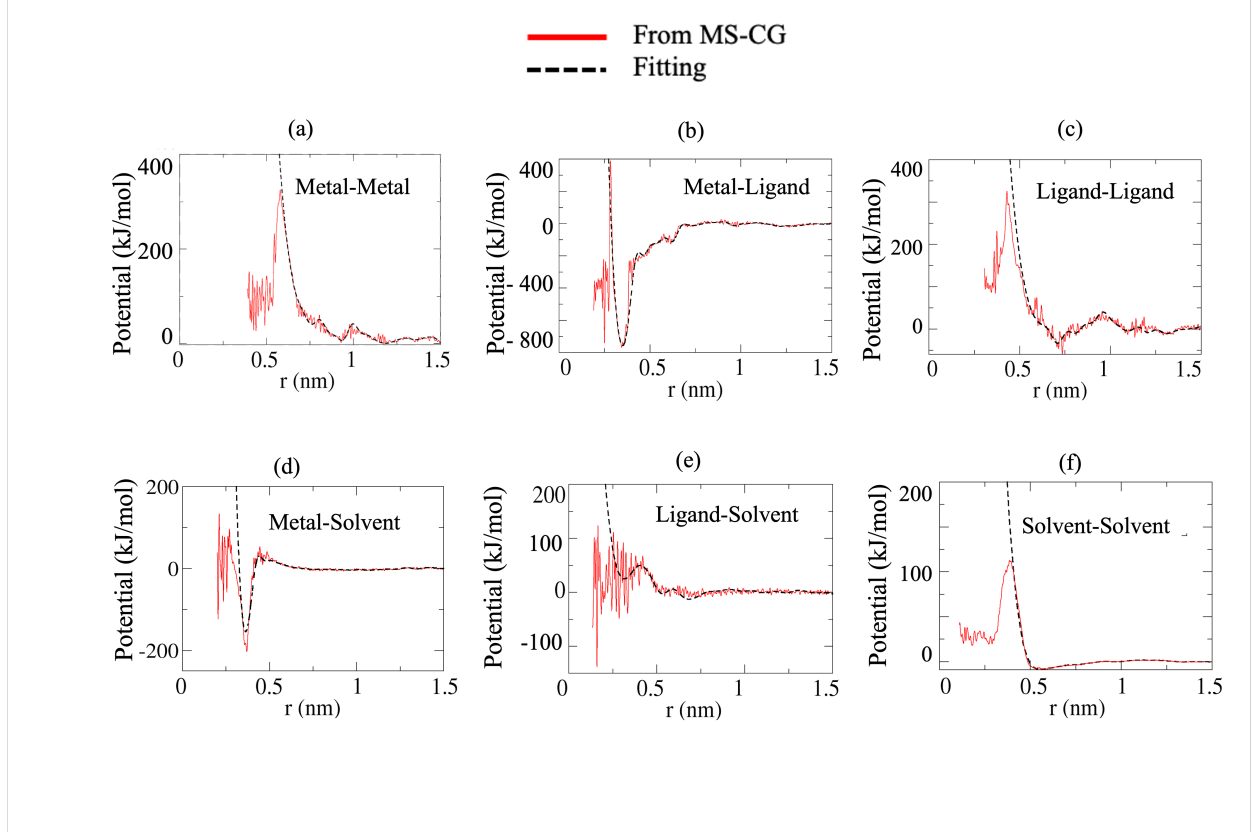 From MS-CG
Fitting
(a)
(b)
(c)
Potential (kJ/mol)
400
200
0
Metal-Metal
0
0.5
1
1.5
r (nm)
Potential (kJ/mol)
400
0
- 400
- 800
Metal-Ligand
0
0.5
1
1.5
r (nm)
Potential (kJ/mol)
400
200
0
Ligand-Ligand
0
0.5
1
1.5
r (nm)
(d)
(e)
(f)
Potential (kJ/mol)
200
0
-200
Metal-Solvent
0
0.5
1
1.5
r (nm)
Potential (kJ/mol)
200
100
0
-100
Ligand-Solvent
0
0.5
1
1.5
r (nm)
Potential (kJ/mol)
200
100
0
Solvent-Solvent
0
0.5
1
1.5
r (nm)